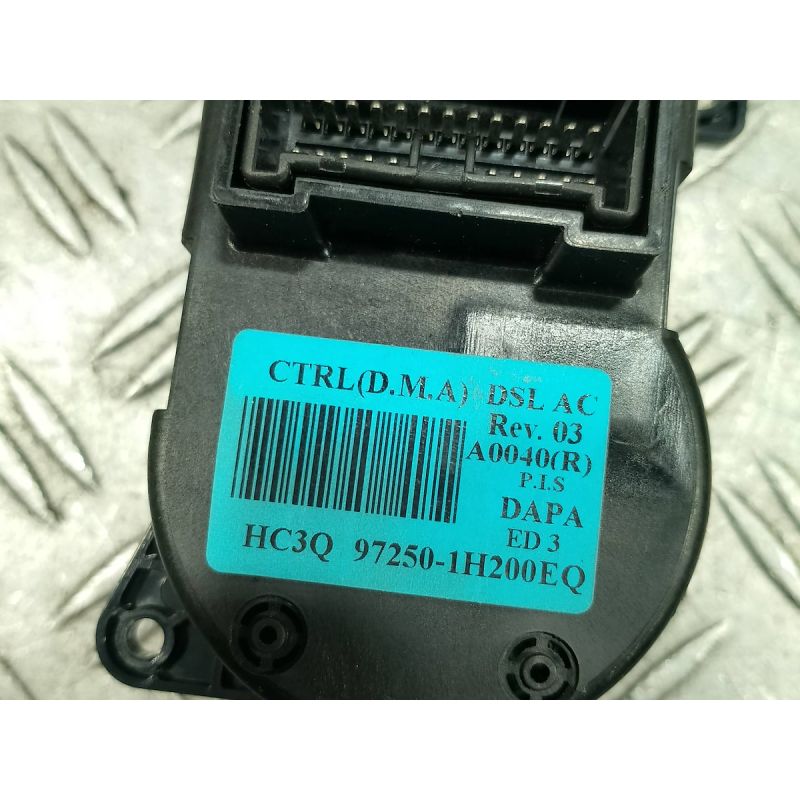 CTRL(D.M.A) DSL AC
Rev. 03
A0040(R)
P.I.S
DAPA
ED 3
HC3Q 97250-1H200EQ